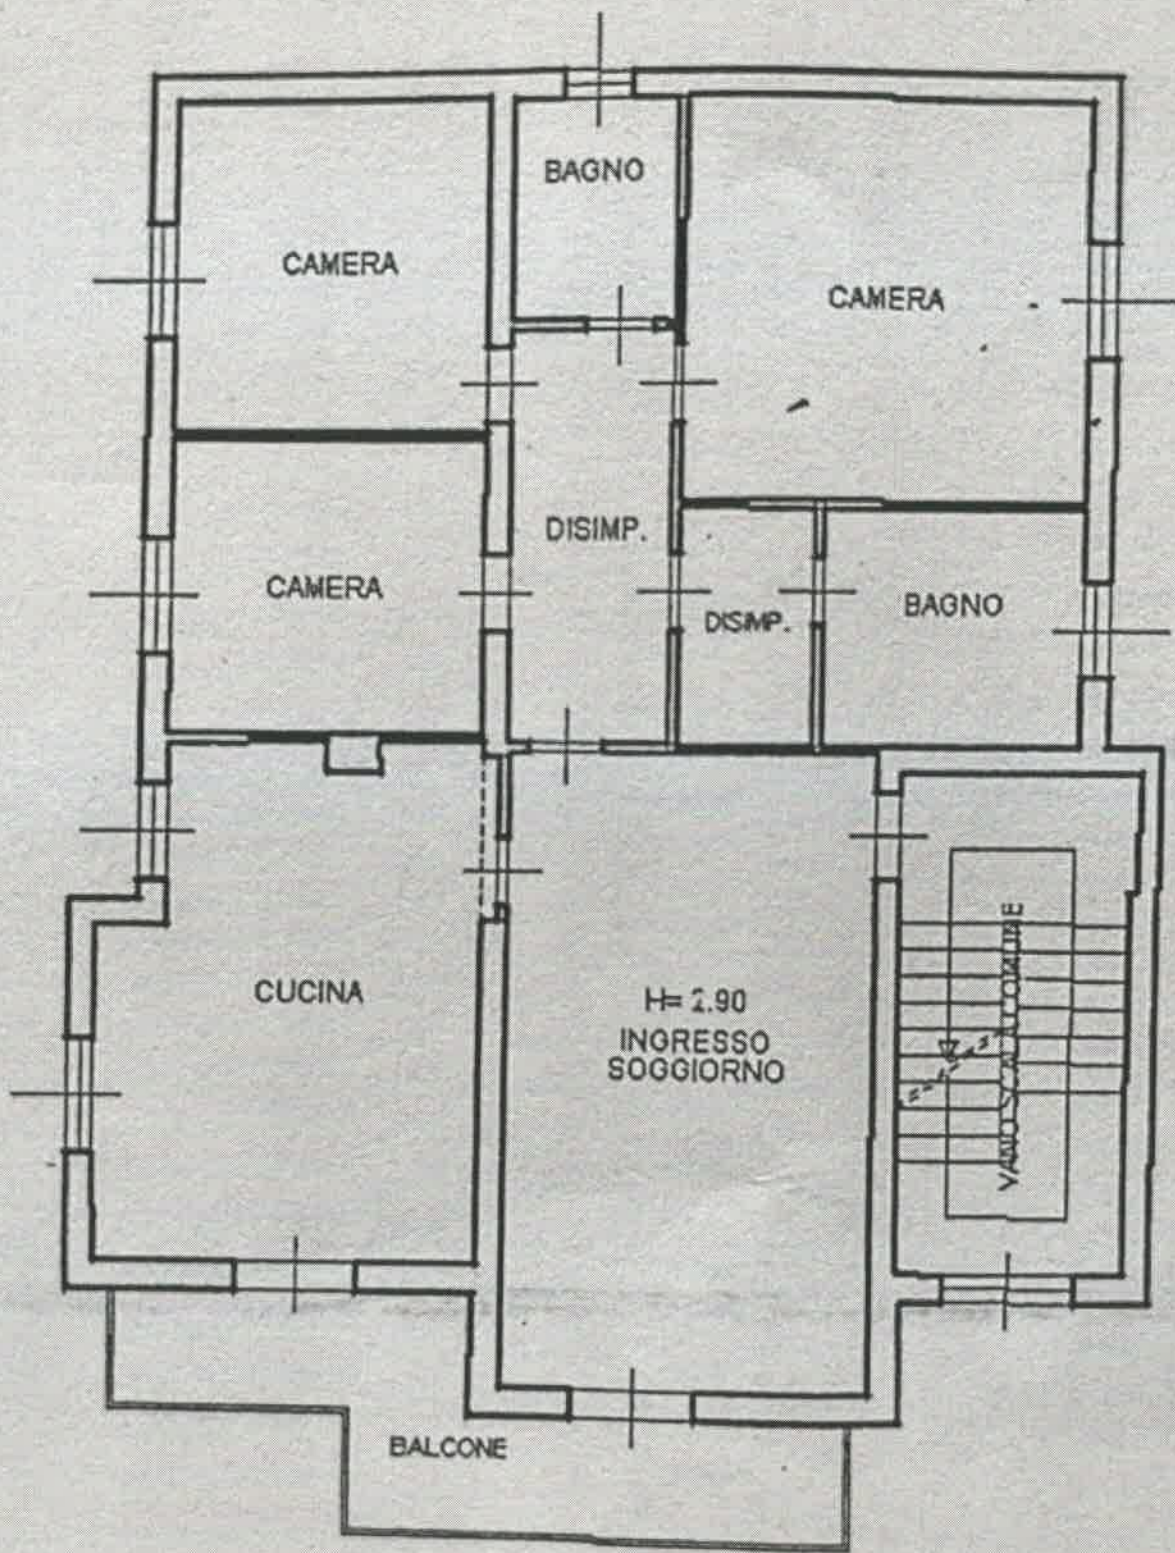 BAGNO
CAMERA
CAMERA
DISIMP.
CAMERA
DISIMP.
BAGNO
CUCINA
H= 2.90
INGRESSO
SOGGIORNO
VANO SCALA COMUNE
BALCONE